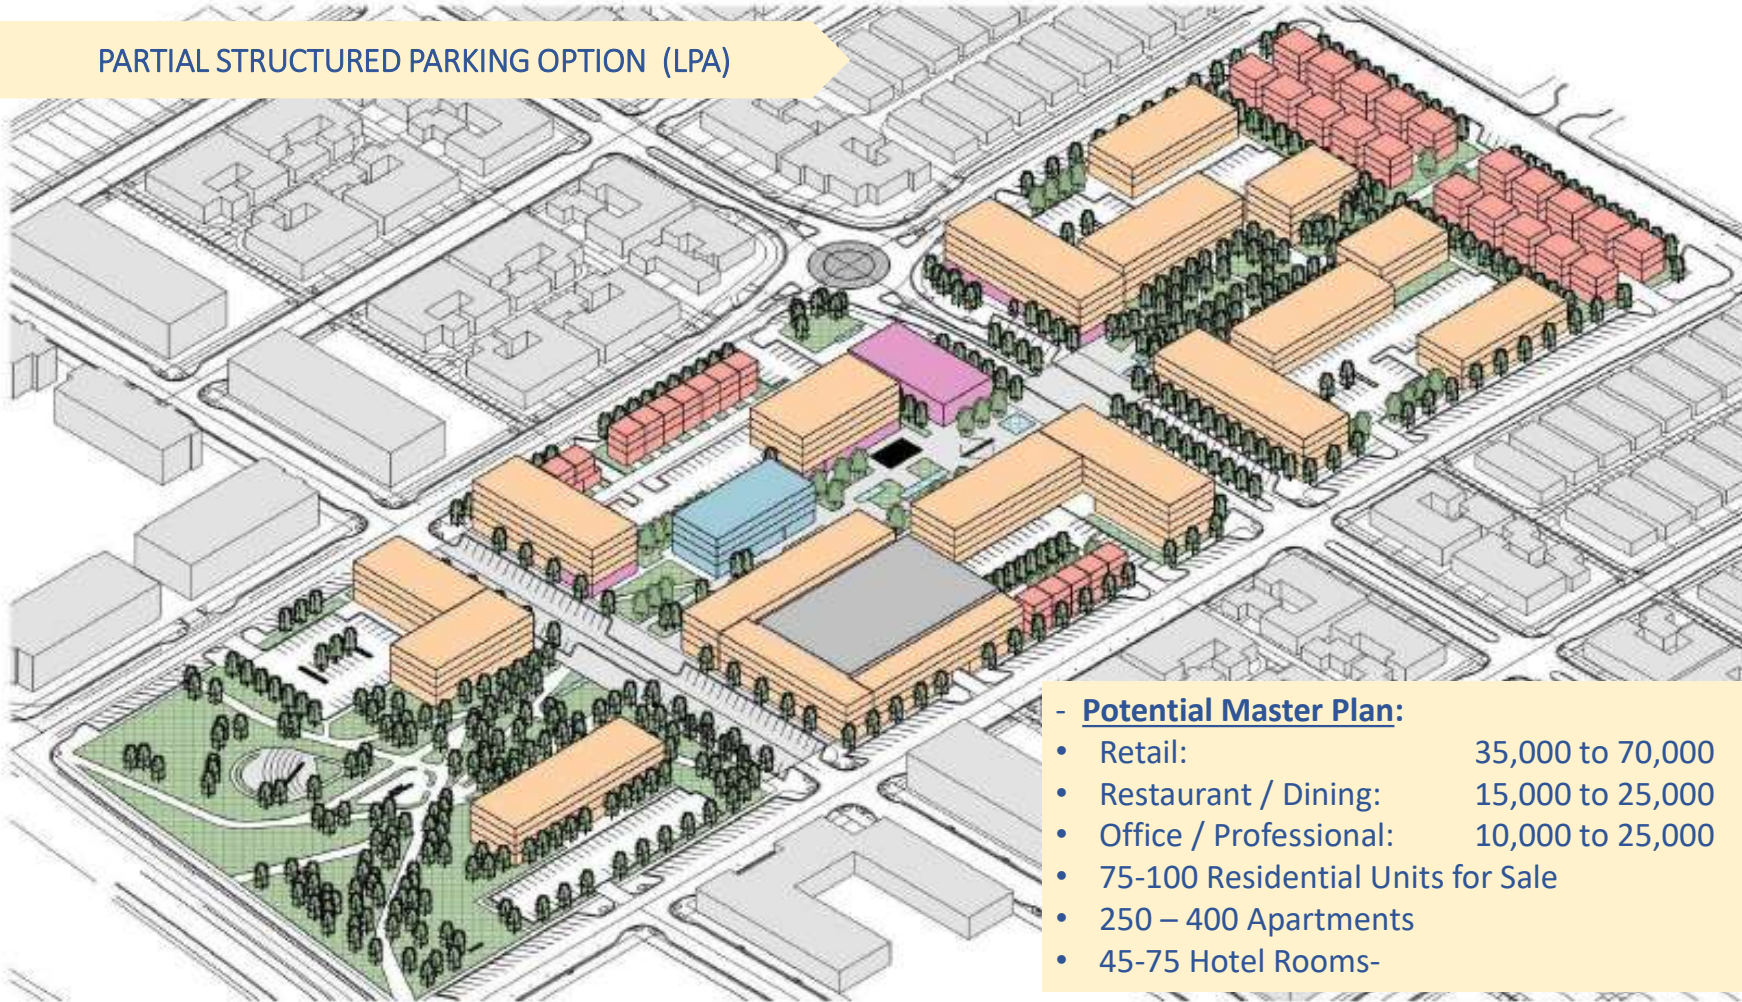 PARTIAL STRUCTURED PARKING OPTION (LPA)
- Potential Master Plan:
• Retail: 35,000 to 70,000
• Restaurant / Dining: 15,000 to 25,000
• Office / Professional: 10,000 to 25,000
• 75-100 Residential Units for Sale
• 250 – 400 Apartments
• 45-75 Hotel Rooms-